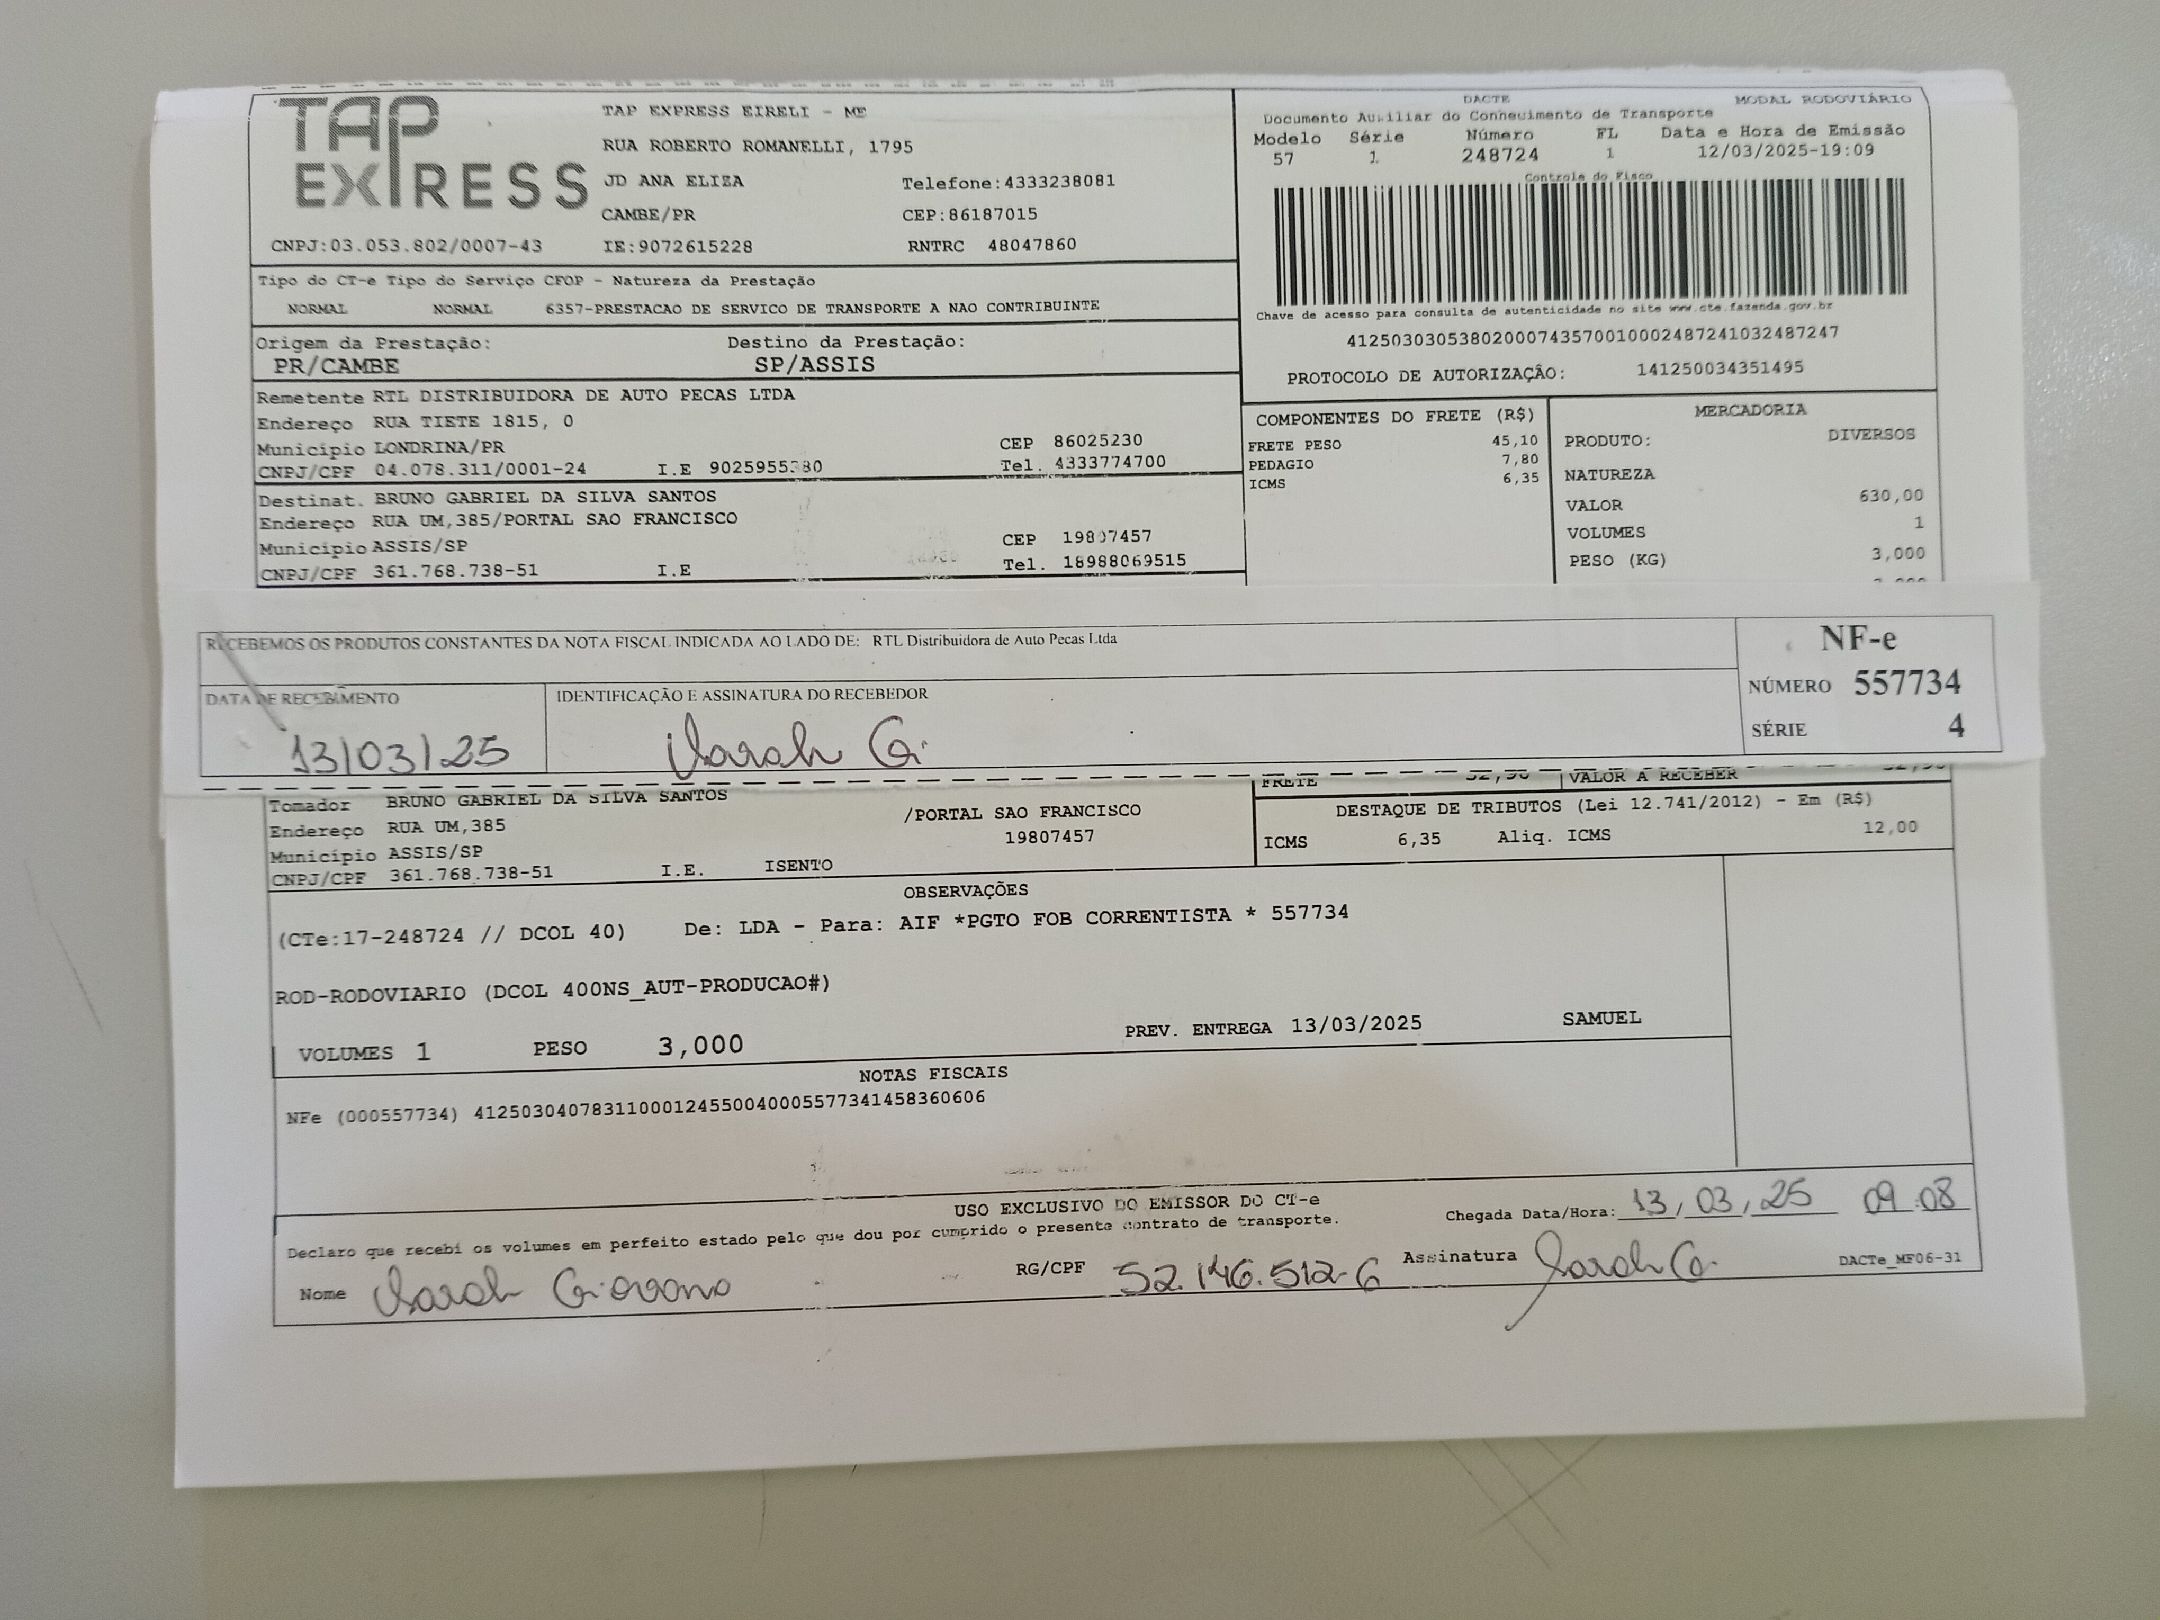 TAP EXPRESS
TAP EXPRESS EIRELI - ME
RUA ROBERTO ROMANELLI, 1795
JD ANA ELIZA Telefone:4333238081
CAMBE/PR CEP:86187015
CNPJ:03.053.802/0007-43 IE:9072615228 RNTRC 48047860
DACTE MODAL RODOVIÁRIO
Documento Auxiliar do Conhecimento de Transporte
Modelo Série Número FL Data e Hora de Emissão
57 1 248724 1 12/03/2025-19:09
Controle do Fisco
Chave de acesso para consulta de autenticidade no site www.cte.fazenda.gov.br
41250303053802000743570010002487241032487247
PROTOCOLO DE AUTORIZAÇÃO: 141250034351495
Tipo do CT-e Tipo do Serviço CFOP - Natureza da Prestação
NORMAL NORMAL 6357-PRESTACAO DE SERVICO DE TRANSPORTE A NAO CONTRIBUINTE
Origem da Prestação: Destino da Prestação:
PR/CAMBE SP/ASSIS
Remetente RTL DISTRIBUIDORA DE AUTO PECAS LTDA
Endereço RUA TIETE 1815, 0
Município LONDRINA/PR CEP 86025230
CNPJ/CPF 04.078.311/0001-24 I.E 9025955380 Tel. 4333774700
Destinat. BRUNO GABRIEL DA SILVA SANTOS
Endereço RUA UM,385/PORTAL SAO FRANCISCO
Município ASSIS/SP CEP 19807457
CNPJ/CPF 361.768.738-51 I.E Tel. 18988069515
COMPONENTES DO FRETE (R$)
FRETE PESO 45,10
PEDAGIO 7,80
ICMS 6,35
MERCADORIA
PRODUTO: DIVERSOS
NATUREZA
VALOR 630,00
VOLUMES 1
PESO (KG) 3,000
RECEBEMOS OS PRODUTOS CONSTANTES DA NOTA FISCAL INDICADA AO LADO DE: RTL Distribuidora de Auto Pecas Ltda
DATA DE RECEBIMENTO IDENTIFICAÇÃO E ASSINATURA DO RECEBEDOR
13/03/25 Sarah Gi
NF-e
NÚMERO 557734
SÉRIE 4
FRETE VALOR A RECEBER
Tomador BRUNO GABRIEL DA SILVA SANTOS
Endereço RUA UM,385 /PORTAL SAO FRANCISCO
Município ASSIS/SP 19807457
CNPJ/CPF 361.768.738-51 I.E. ISENTO
DESTAQUE DE TRIBUTOS (Lei 12.741/2012) - Em (R$)
ICMS 6,35 Aliq. ICMS 12,00
OBSERVAÇÕES
(CTe:17-248724 // DCOL 40) De: LDA - Para: AIF *PGTO FOB CORRENTISTA * 557734
ROD-RODOVIARIO (DCOL 400NS_AUT-PRODUCAO#)
VOLUMES 1 PESO 3,000 PREV. ENTREGA 13/03/2025 SAMUEL
NOTAS FISCAIS
NFe (000557734) 41250304078311000124550040005577341458360606
USO EXCLUSIVO DO EMISSOR DO CT-e
Declaro que recebi os volumes em perfeito estado pelo que dou por cumprido o presente contrato de transporte.
Chegada Data/Hora: 13/03/25 09:08
Nome Sarah Giovana RG/CPF 52.146.512-6 Assinatura Sarah G. DACTe_MF06-31